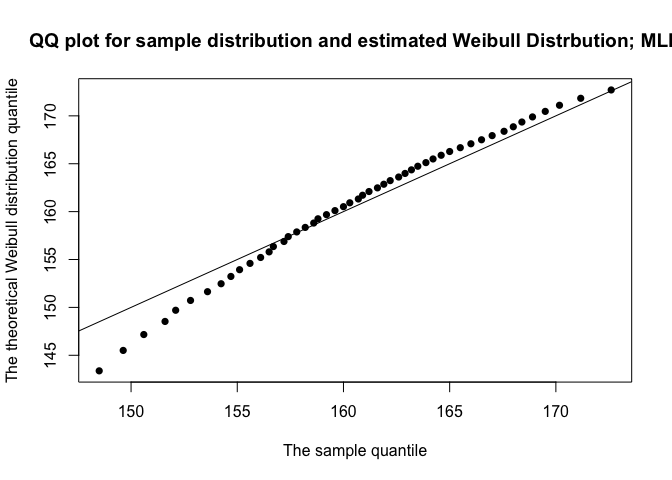 QQ plot for sample distribution and estimated Weibull Distrbution; MLI
The theoretical Weibull distribution quantile
170
165
160
155
150
145
150 155 160 165 170
The sample quantile